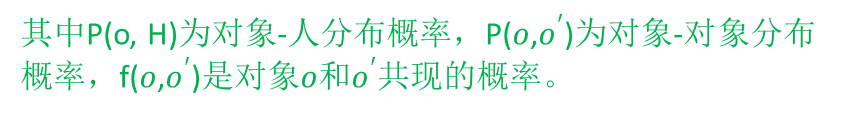 其中P(o, H)为对象-人分布概率，P(𝑜,𝑜′)为对象-对象分布
概率，f(𝑜,𝑜′)是对象𝑜和𝑜′共现的概率。